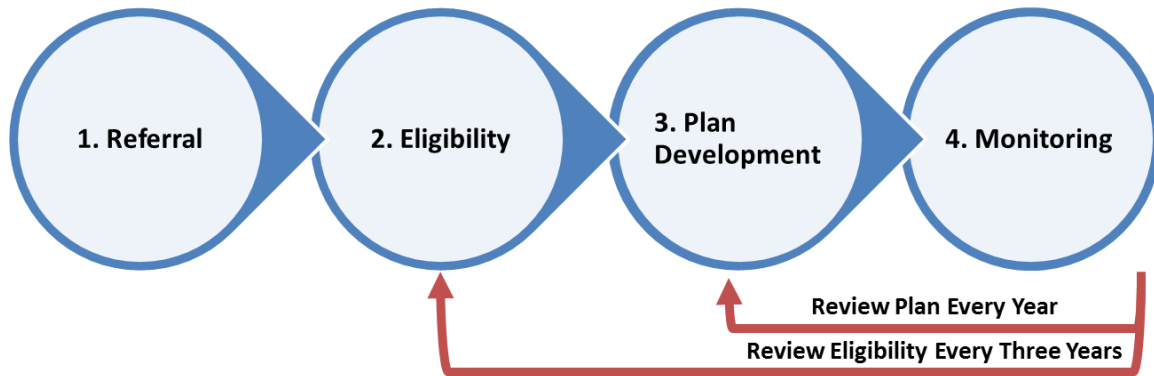 1. Referral
2. Eligibility
3. Plan
Development
4. Monitoring
Review Plan Every Year
Review Eligibility Every Three Years